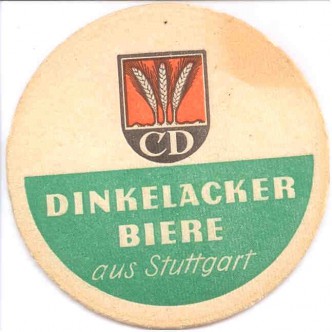 CD
DINKELACKER
BIERE
aus Stuttgart